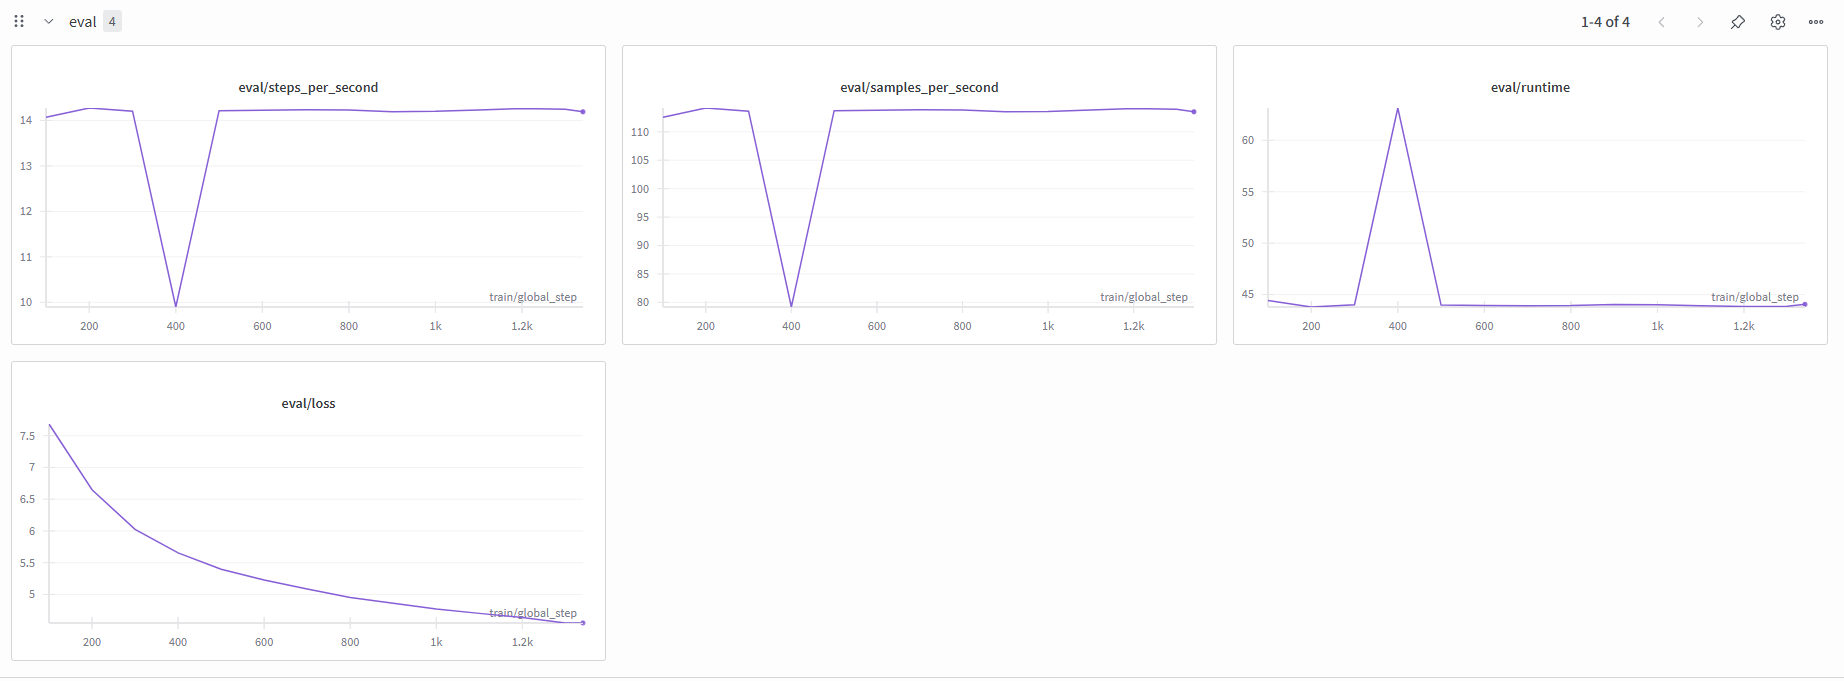 eval 4
1-4 of 4
eval/steps_per_second
14
13
12
11
10
train/global_step
200 400 600 800 1k 1.2k
eval/samples_per_second
110
105
100
95
90
85
80
train/global_step
200 400 600 800 1k 1.2k
eval/runtime
60
55
50
45
train/global_step
200 400 600 800 1k 1.2k
eval/loss
7.5
7
6.5
6
5.5
5
train/global_step
200 400 600 800 1k 1.2k